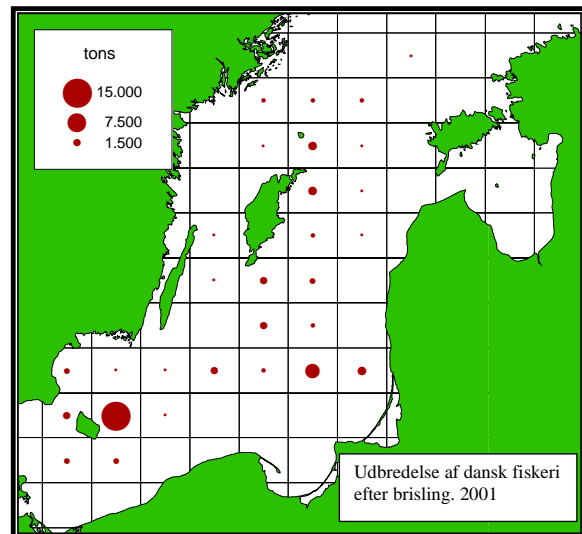 tons
15.000
7.500
1.500
Udbredelse af dansk fiskeri
efter brisling. 2001